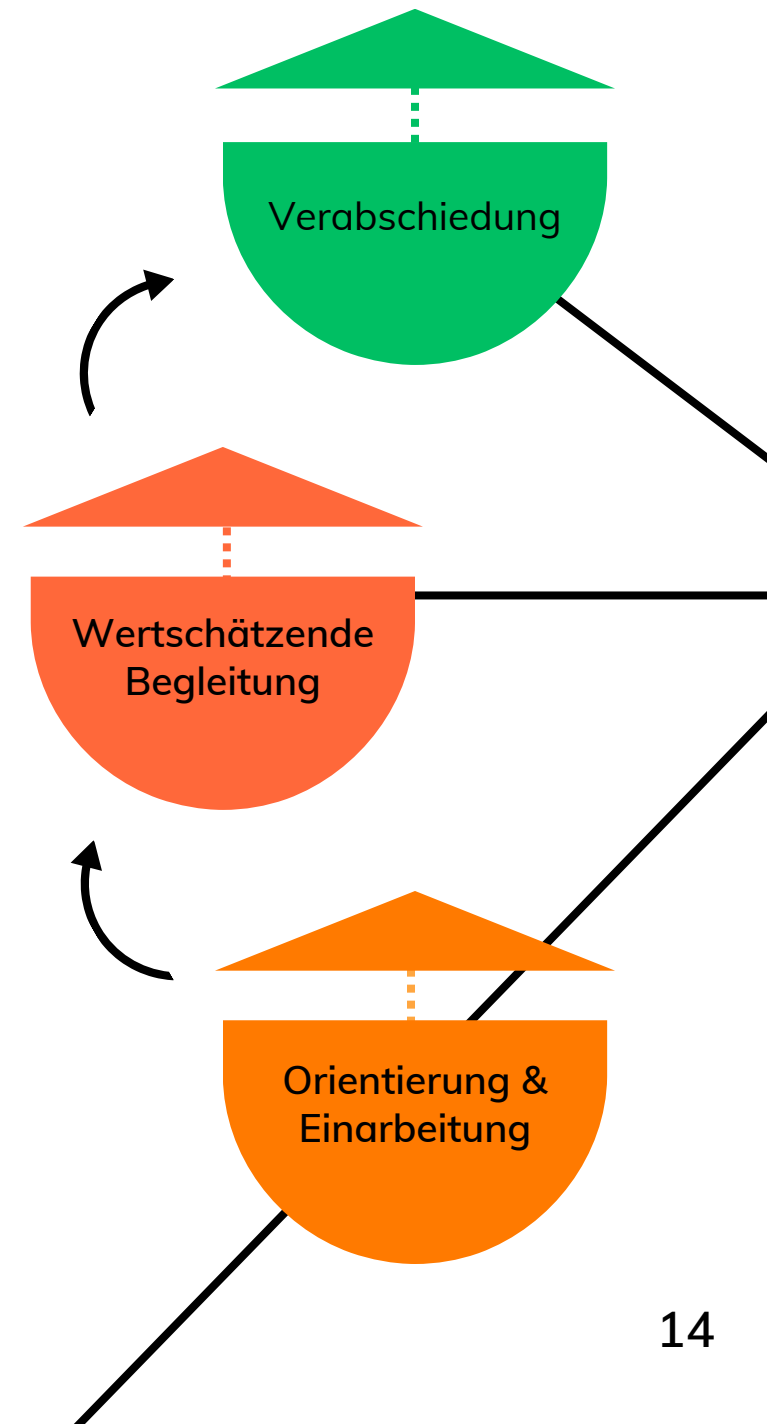 Verabschiedung
Wertschätzende
Begleitung
Orientierung &
Einarbeitung
14